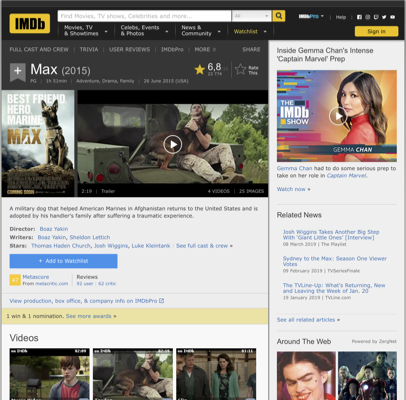 IMDb
Find Movies, TV shows, Celebrities and more...
All
Movies, TV
& Showtimes
Celebs, Events
& Photos
News &
Community
Watchlist
IMDbPro
Help
Sign in
FULL CAST AND CREW | TRIVIA | USER REVIEWS | IMDbPro | MORE
SHARE
Max (2015)
PG | 1h 51min | Adventure, Drama, Family | 26 June 2015 (USA)
6,8
Rate
This
BEST FRIEND
HERO
MARINE
MAX
COMING SOON
2:19 | Trailer
4 VIDEOS | 25 IMAGES
A military dog that helped American Marines in Afghanistan returns to the United States and is
adopted by his handler's family after suffering a traumatic experience.
Director: Boaz Yakin
Writers: Boaz Yakin, Sheldon Lettich
Stars: Thomas Haden Church, Josh Wiggins, Luke Kleintank | See full cast & crew »
+ Add to Watchlist
Metascore
From metacritic.com
Reviews
92 user | 62 critic
View production, box office, & company info on IMDbPro
1 win & 1 nomination. See more awards »
Videos
02:09
01:11
Inside Gemma Chan's Intense
'Captain Marvel' Prep
THE
IMDb
SHOW
GEMMA CHAN
Gemma Chan had to do some serious prep
to take on her role in Captain Marvel.
Watch now »
Related News
Josh Wiggins Takes Another Big Step
With 'Giant Little Ones' [Interview]
08 March 2019 | The Playlist
Sydney to the Max: Season One Viewer
Votes
09 February 2019 | TVSeriesFinale
The TVLine-Up: What's Returning, New
and Leaving the Week of Jan. 20
19 January 2019 | TVLine.com
See all related articles »
Around The Web
Powered by ZergNet